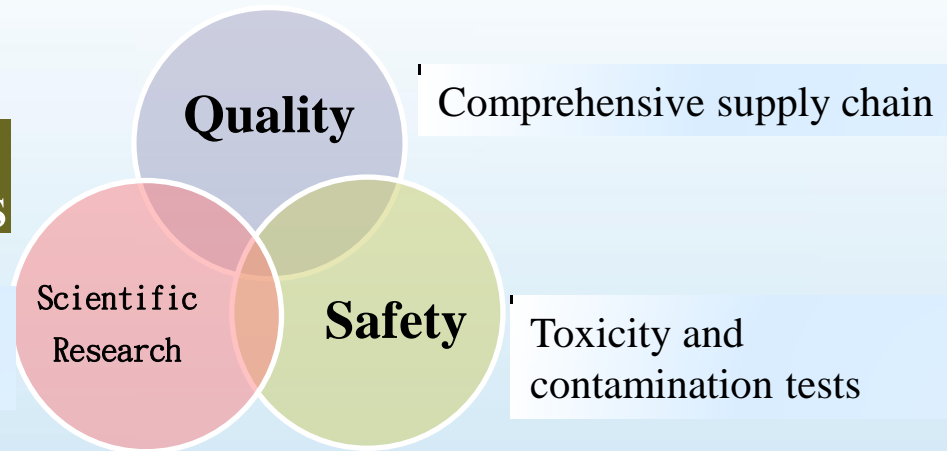 Quality
Comprehensive supply chain
Scientific
Research
Safety
Toxicity and
contamination tests